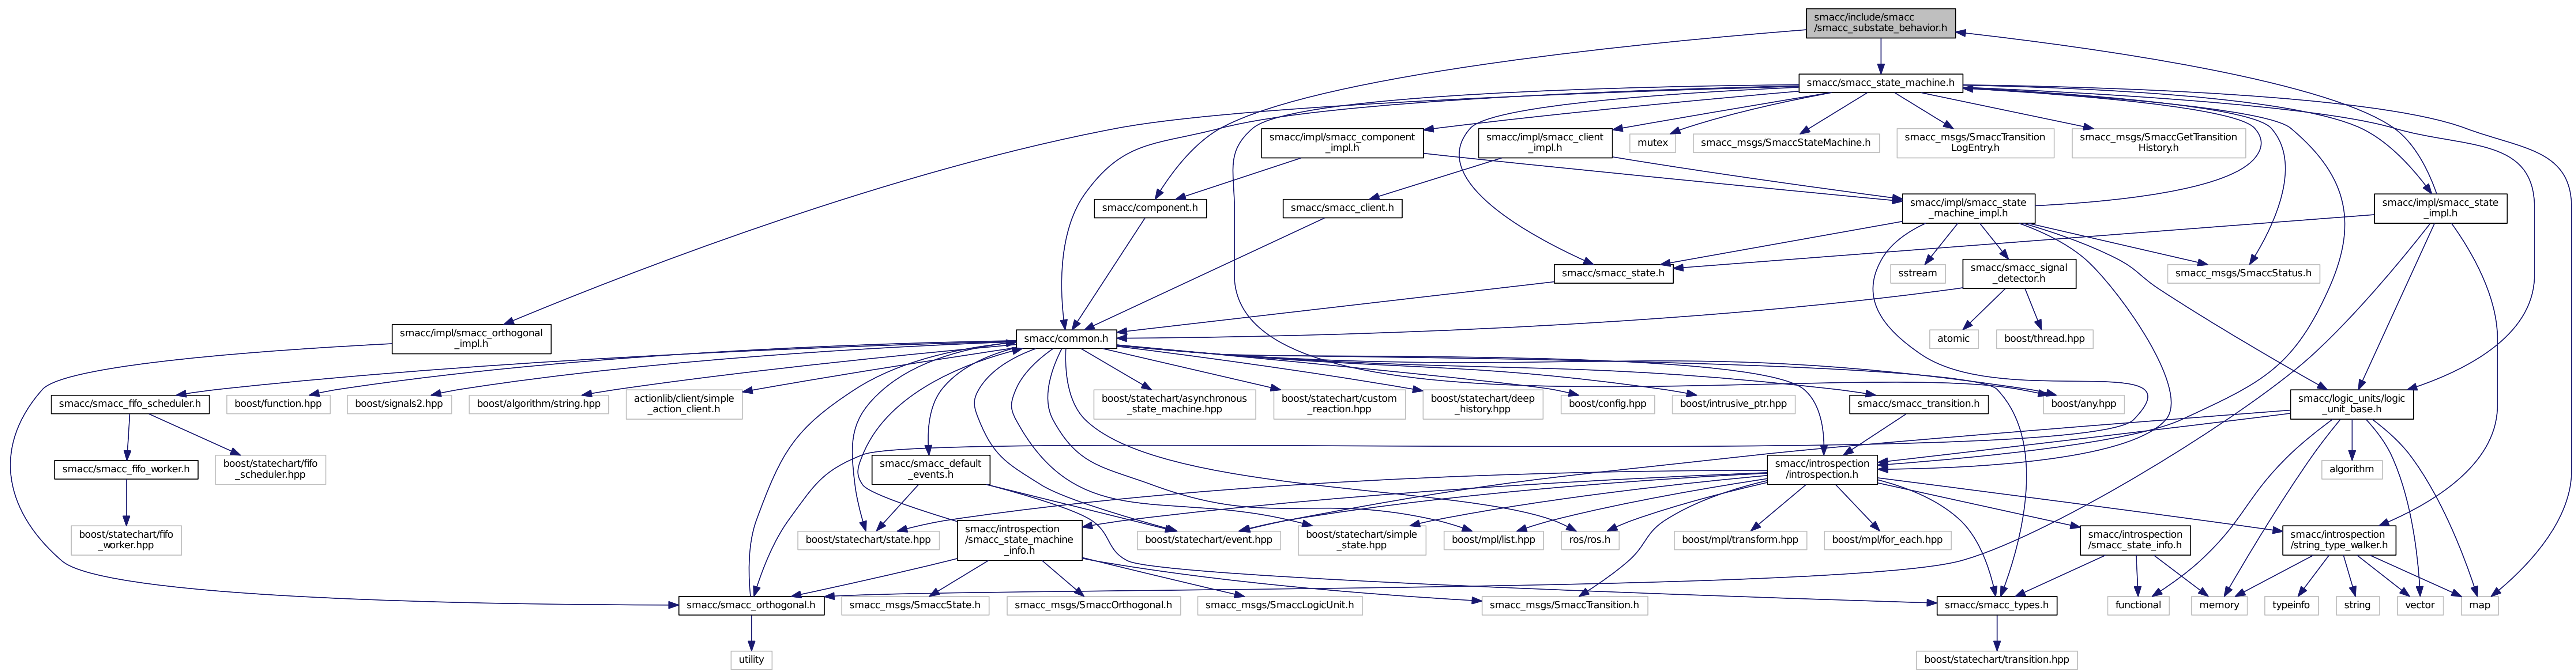 smacc/include/smacc
/smacc_substate_behavior.h
smacc/smacc_state_machine.h
smacc/impl/smacc_component
_impl.h
smacc/impl/smacc_client
_impl.h
mutex
smacc_msgs/SmaccStateMachine.h
smacc_msgs/SmaccTransition
LogEntry.h
smacc_msgs/SmaccGetTransition
History.h
smacc/component.h
smacc/smacc_client.h
smacc/impl/smacc_state
_machine_impl.h
smacc/impl/smacc_state
_impl.h
smacc/smacc_state.h
sstream
smacc/smacc_signal
_detector.h
smacc_msgs/SmaccStatus.h
smacc/impl/smacc_orthogonal
_impl.h
smacc/common.h
atomic
boost/thread.hpp
smacc/smacc_fifo_scheduler.h
boost/function.hpp
boost/signals2.hpp
boost/algorithm/string.hpp
actionlib/client/simple
_action_client.h
boost/statechart/asynchronous
_state_machine.hpp
boost/statechart/custom
_reaction.hpp
boost/statechart/deep
_history.hpp
boost/config.hpp
boost/intrusive_ptr.hpp
smacc/smacc_transition.h
boost/any.hpp
smacc/logic_units/logic
_unit_base.h
smacc/smacc_fifo_worker.h
boost/statechart/fifo
_scheduler.hpp
smacc/smacc_default
_events.h
smacc/introspection
/introspection.h
algorithm
boost/statechart/fifo
_worker.hpp
boost/statechart/state.hpp
smacc/introspection
/smacc_state_machine
_info.h
boost/statechart/event.hpp
boost/statechart/simple
_state.hpp
boost/mpl/list.hpp
ros/ros.h
boost/mpl/transform.hpp
boost/mpl/for_each.hpp
smacc/introspection
/smacc_state_info.h
smacc/introspection
/string_type_walker.h
smacc/smacc_orthogonal.h
smacc_msgs/SmaccState.h
smacc_msgs/SmaccOrthogonal.h
smacc_msgs/SmaccLogicUnit.h
smacc_msgs/SmaccTransition.h
smacc/smacc_types.h
functional
memory
typeinfo
string
vector
map
utility
boost/statechart/transition.hpp